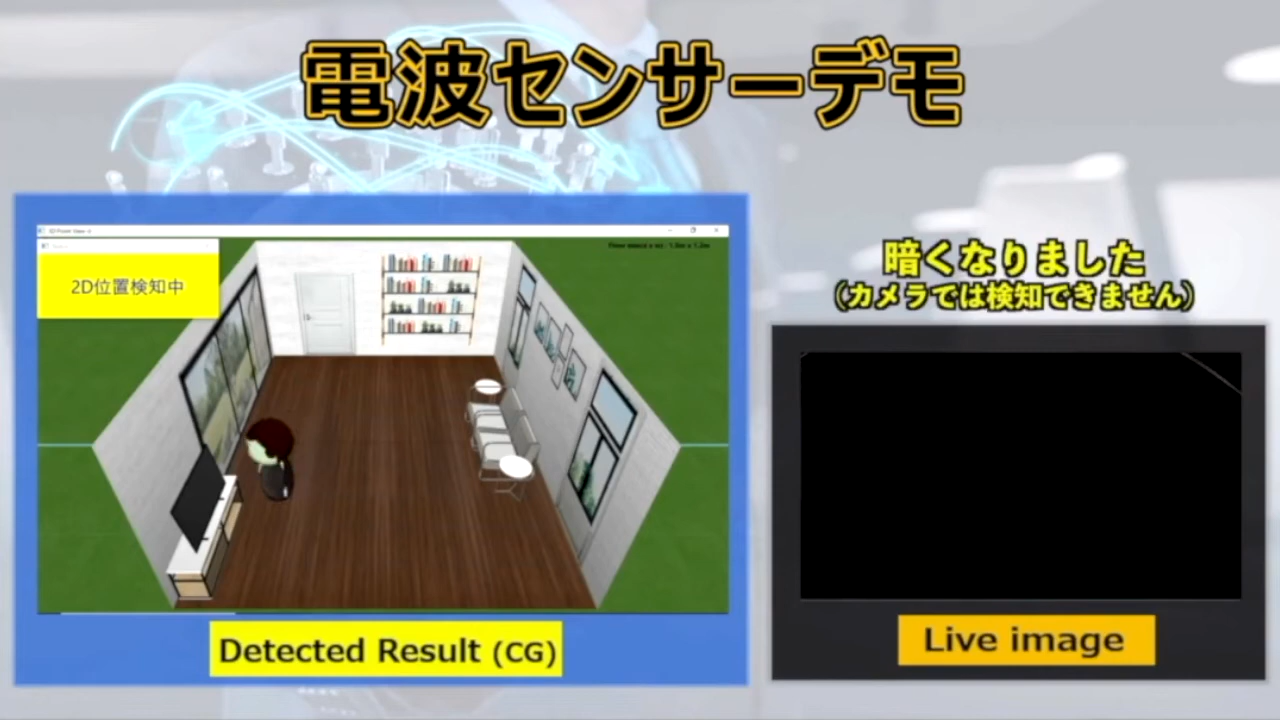 電波センサーデモ
2D位置検知中
暗くなりました
(カメラでは検知できません)
Detected Result (CG)
Live image